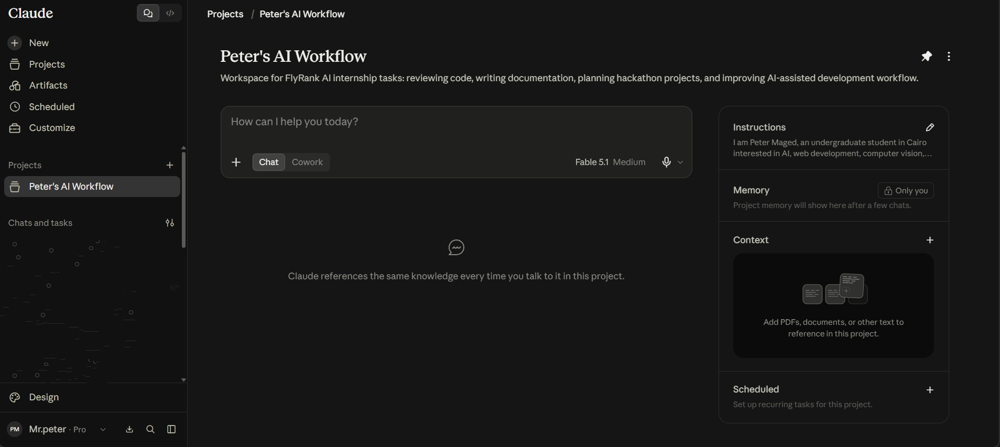 Claude
New
Projects
Artifacts
Scheduled
Customize
Projects
Peter's AI Workflow
Chats and tasks
Design
PM
Mr.peter · Pro
Projects / Peter's AI Workflow
Peter's AI Workflow
Workspace for FlyRank AI internship tasks: reviewing code, writing documentation, planning hackathon projects, and improving AI-assisted development workflow.
How can I help you today?
Chat Cowork
Fable 5.1 Medium
Claude references the same knowledge every time you talk to it in this project.
Instructions
I am Peter Maged, an undergraduate student in Cairo
interested in AI, web development, computer vision,...
Memory
Only you
Project memory will show here after a few chats.
Context
Add PDFs, documents, or other text to
reference in this project.
Scheduled
Set up recurring tasks for this project.